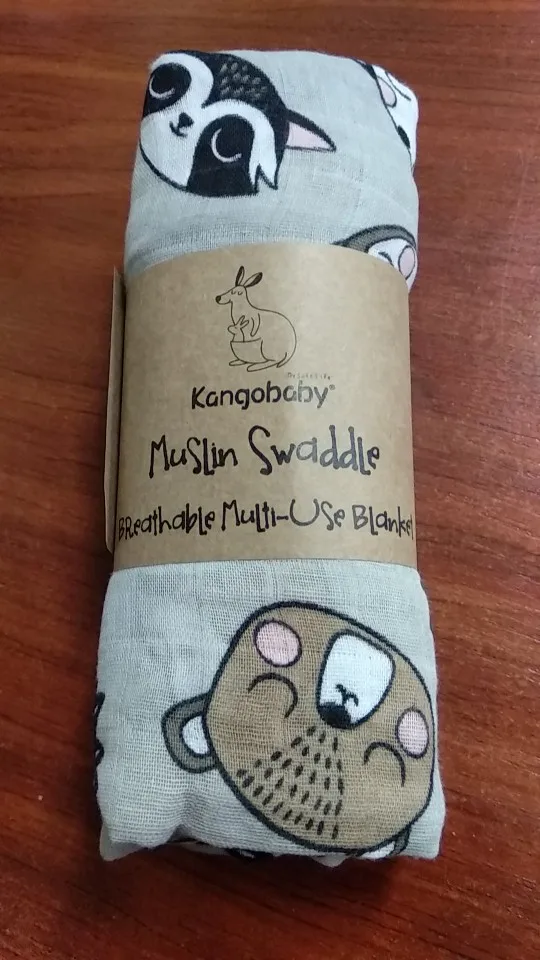 Kangobaby®
Muslin Swaddle
Breathable Multi-Use Blanket